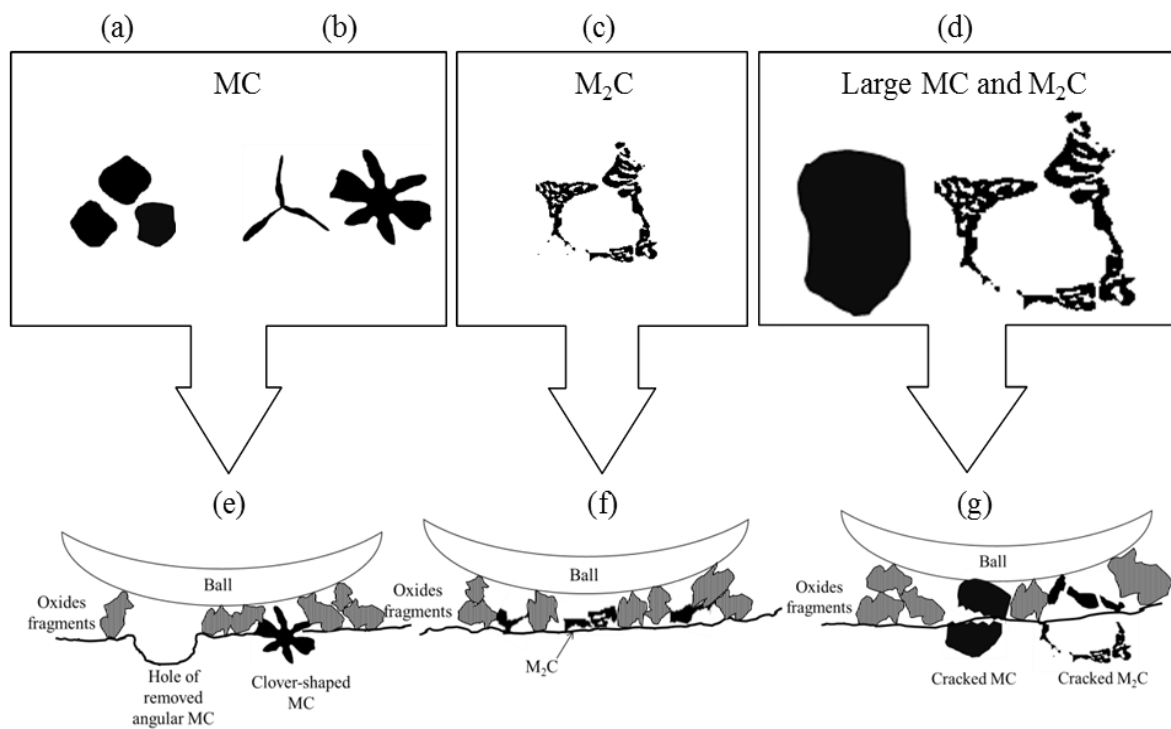 (a)
(b)
(c)
(d)
MC
M₂C
Large MC and M₂C
(e)
(f)
(g)
Ball
Oxides
fragments
Hole of
removed
angular MC
Clover-shaped
MC
Ball
Oxides
fragments
M₂C
Ball
Oxides
fragments
Cracked MC
Cracked M₂C